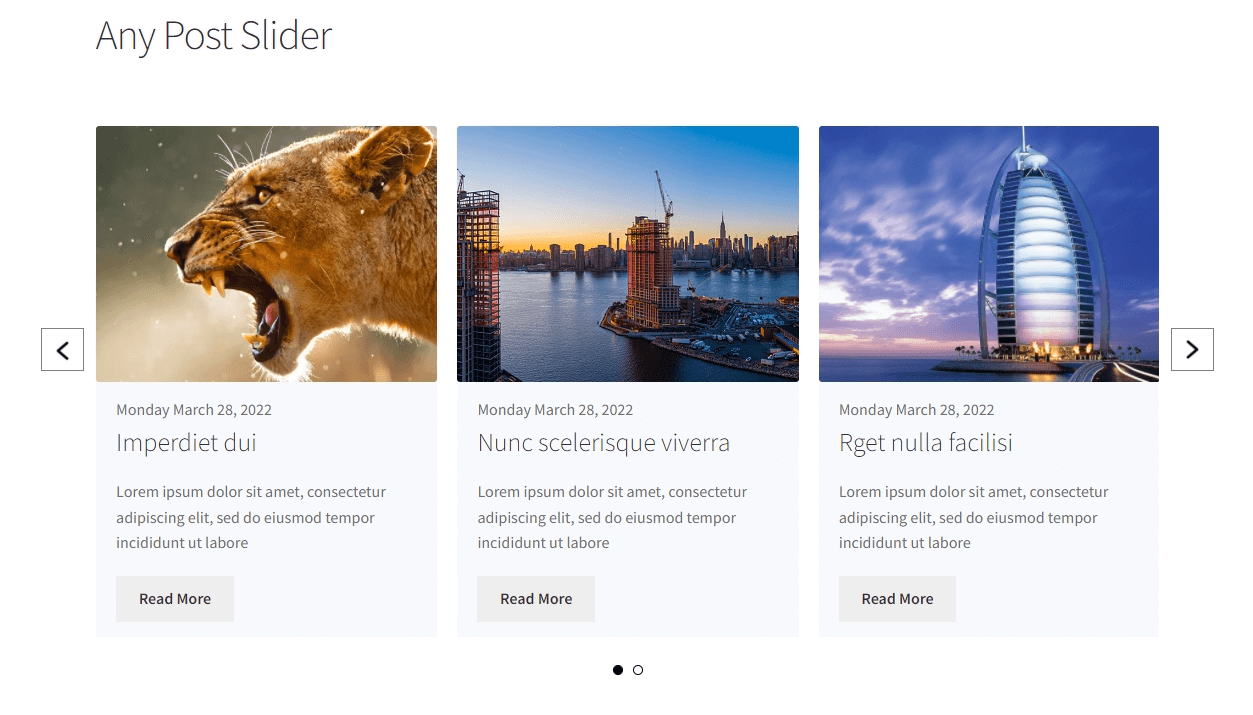 Any Post Slider
Monday March 28, 2022
Imperdiet dui
Lorem ipsum dolor sit amet, consectetur
adipiscing elit, sed do eiusmod tempor
incididunt ut labore
Read More
Monday March 28, 2022
Nunc scelerisque viverra
Lorem ipsum dolor sit amet, consectetur
adipiscing elit, sed do eiusmod tempor
incididunt ut labore
Read More
Monday March 28, 2022
Rget nulla facilisi
Lorem ipsum dolor sit amet, consectetur
adipiscing elit, sed do eiusmod tempor
incididunt ut labore
Read More